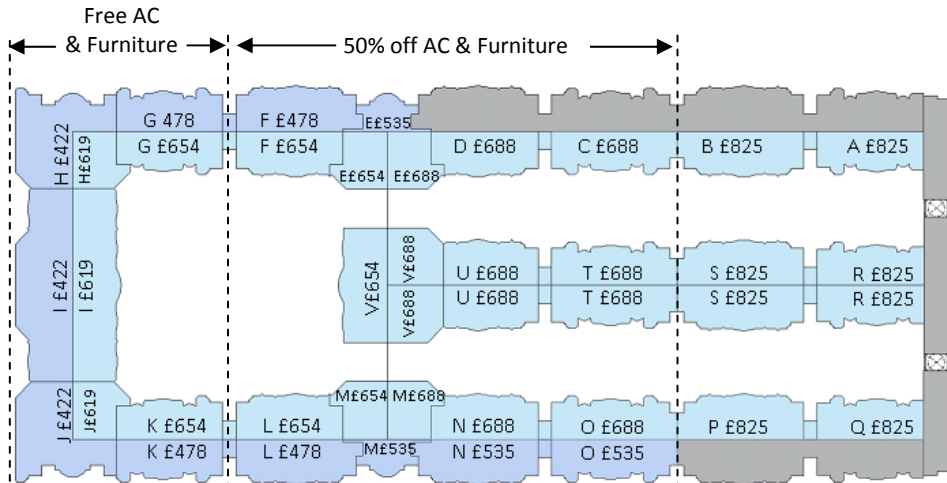 Free AC
& Furniture
50% off AC & Furniture
G 478
F £478
E£535
G £654
F £654
D £688
C £688
B £825
A £825
H £422
H£619
E£654
E£688
I £422
I £619
V£654
V£688
V£688
U £688
T £688
S £825
R £825
U £688
T £688
S £825
R £825
J £422
J£619
M£654
M£688
K £654
L £654
N £688
O £688
P £825
Q £825
K £478
L £478
M£535
N £535
O £535